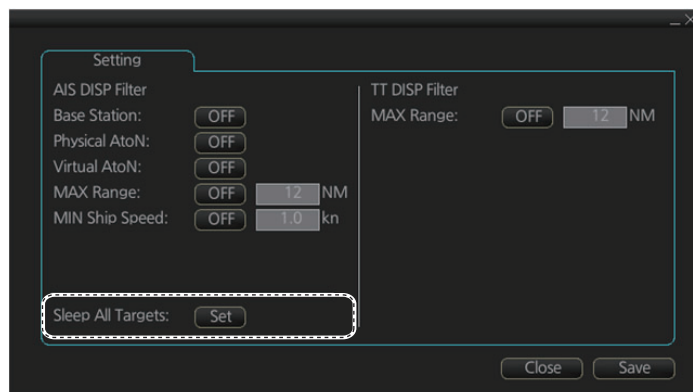 Setting
AIS DISP Filter
Base Station: OFF
Physical AtoN: OFF
Virtual AtoN: OFF
MAX Range: OFF 12 NM
MIN Ship Speed: OFF 1.0 kn
Sleep All Targets: Set
TT DISP Filter
MAX Range: OFF 12 NM
Close Save